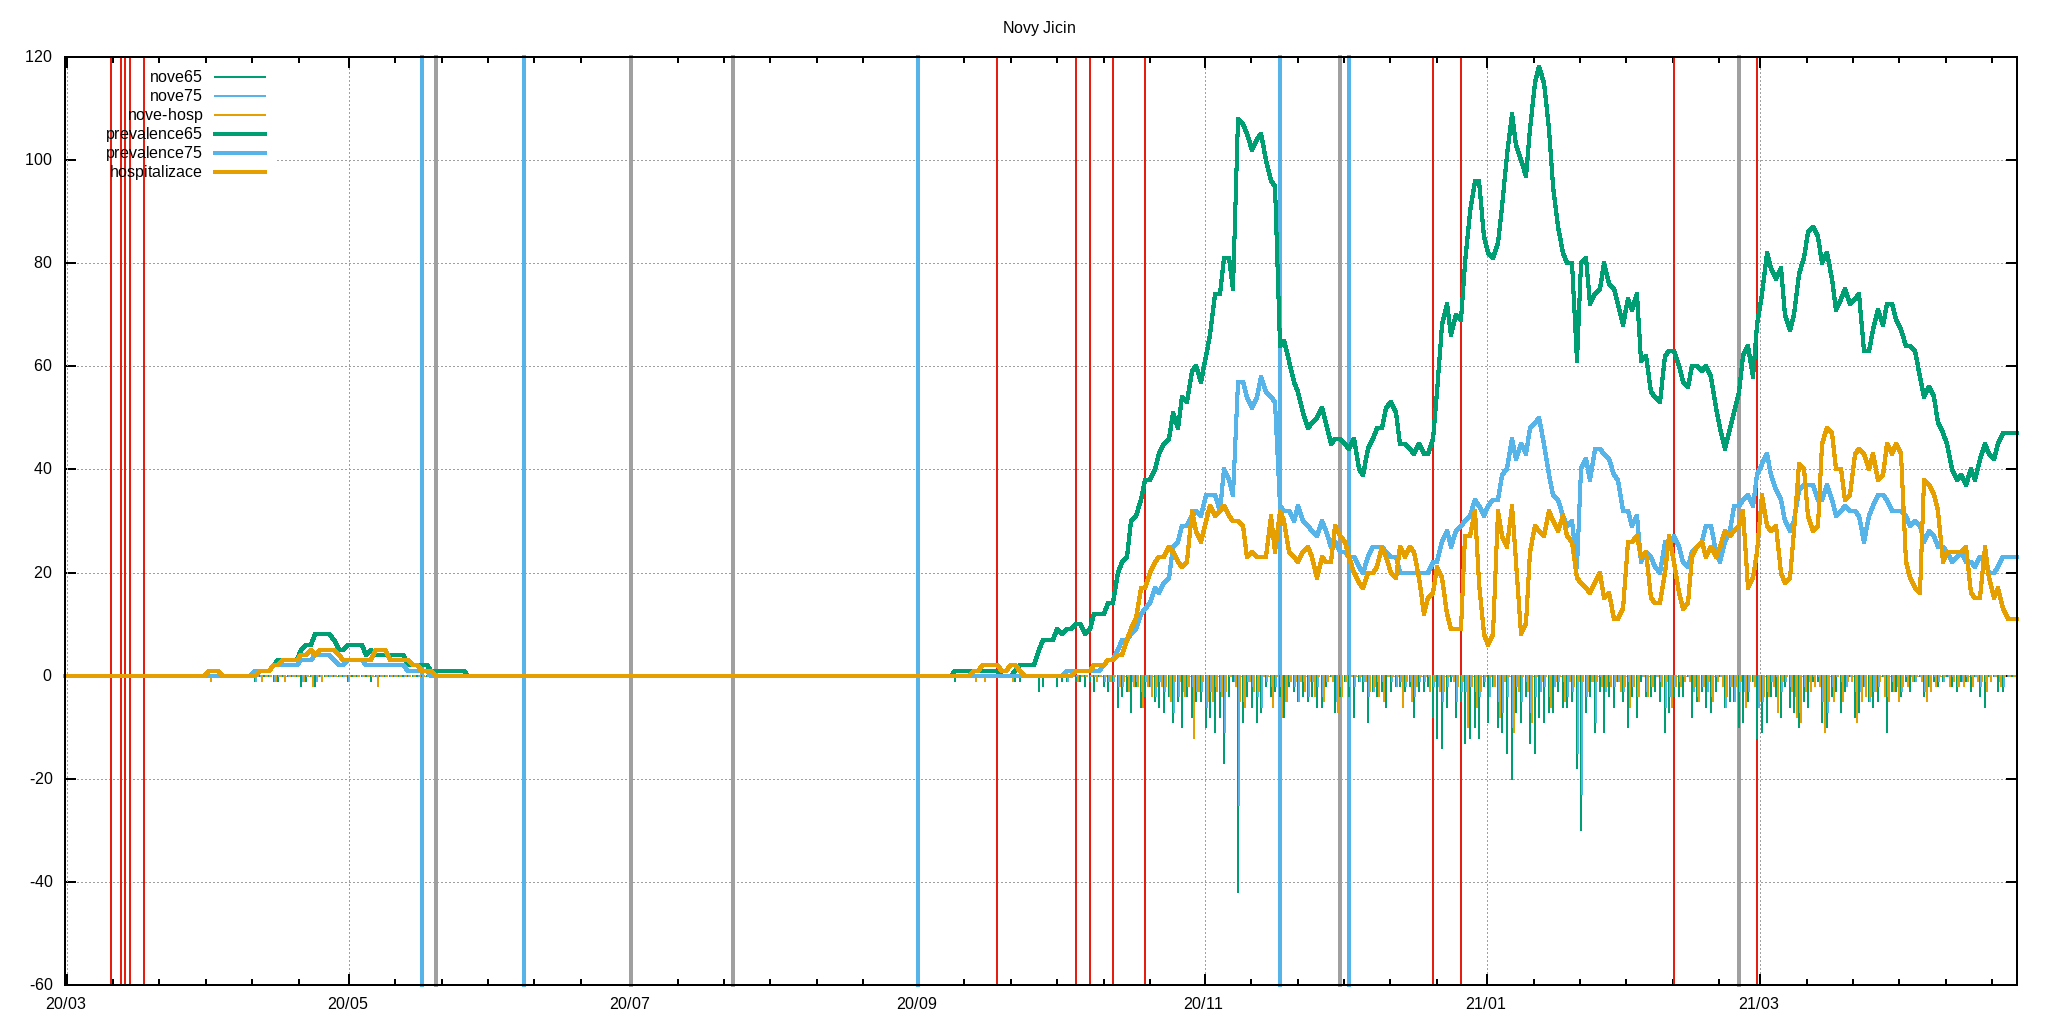 Novy Jicin
120
100
80
60
40
20
0
-20
-40
-60
nove65
nove75
nove-hosp
prevalence65
prevalence75
hospitalizace
20/03 20/05 20/07 20/09 20/11 21/01 21/03